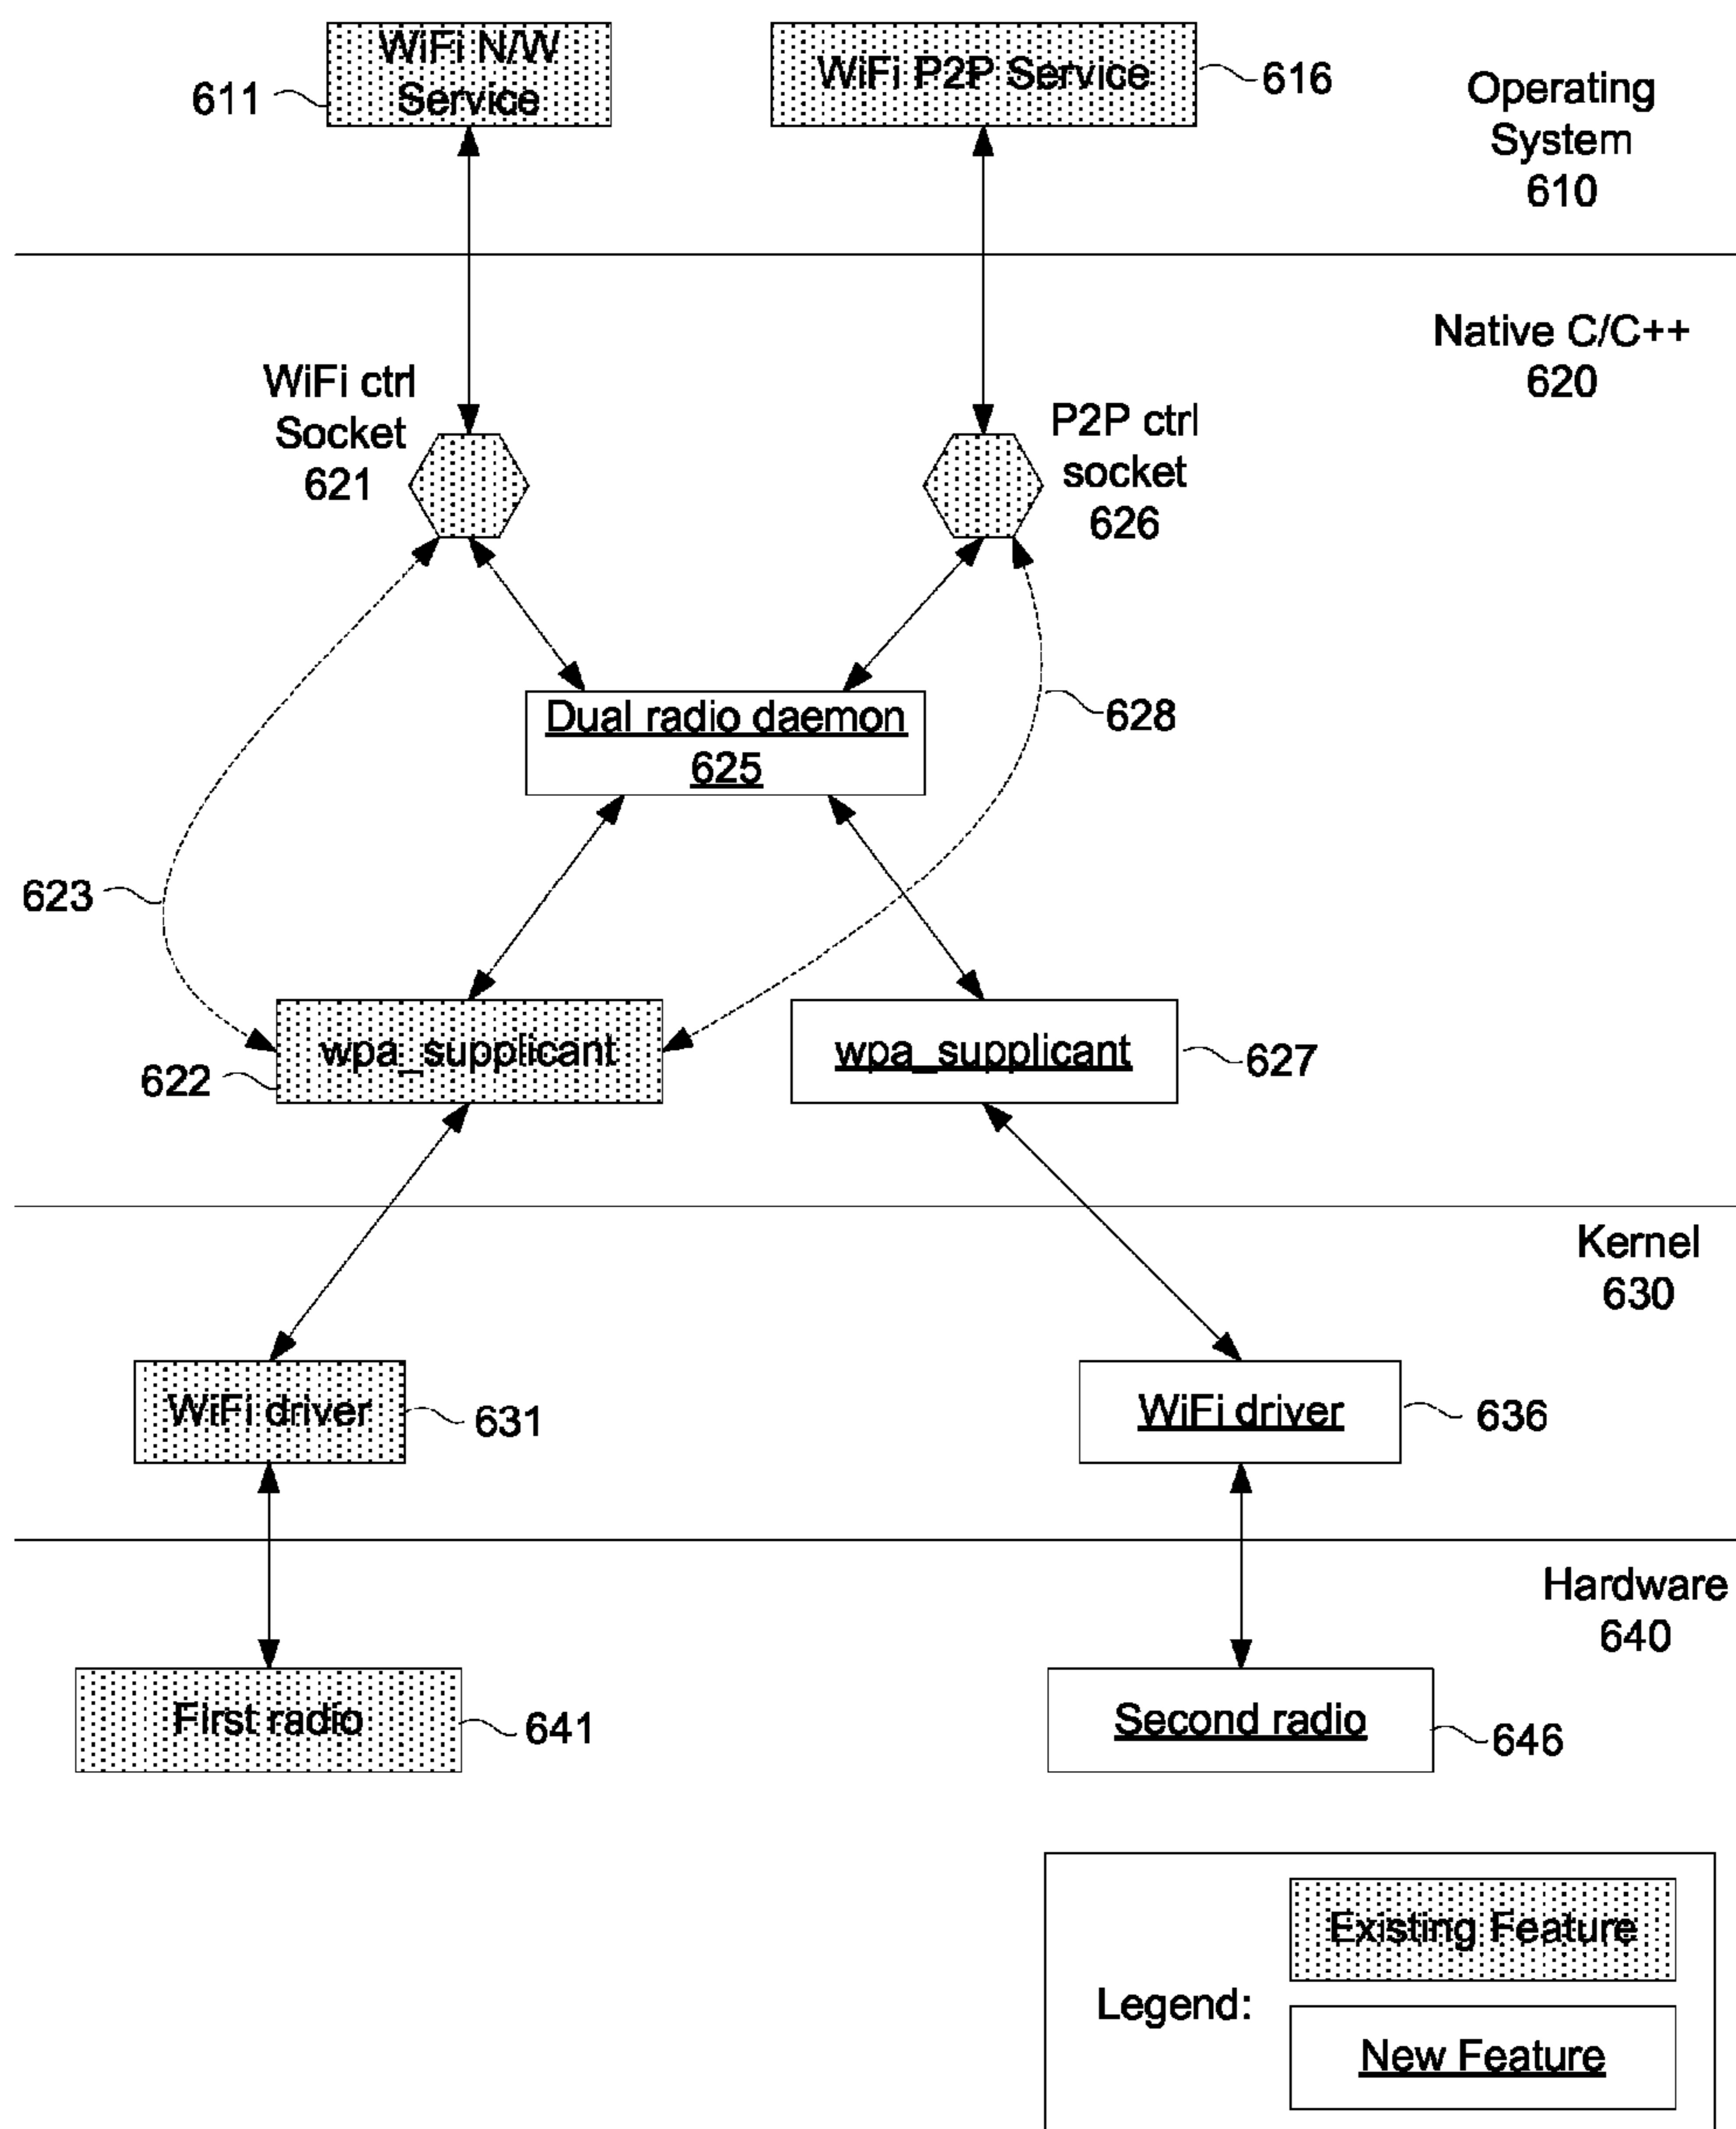 WiFi N/W
Service
611
WiFi P2P Service
616
Operating
System
610
Native C/C++
620
WiFi ctrl
Socket
621
P2P ctrl
socket
626
Dual radio daemon
625
628
623
wpa_supplicant
622
wpa_supplicant
627
Kernel
630
WiFi driver
631
WiFi driver
636
Hardware
640
First radio
641
Second radio
646
Legend:
Existing Feature
New Feature